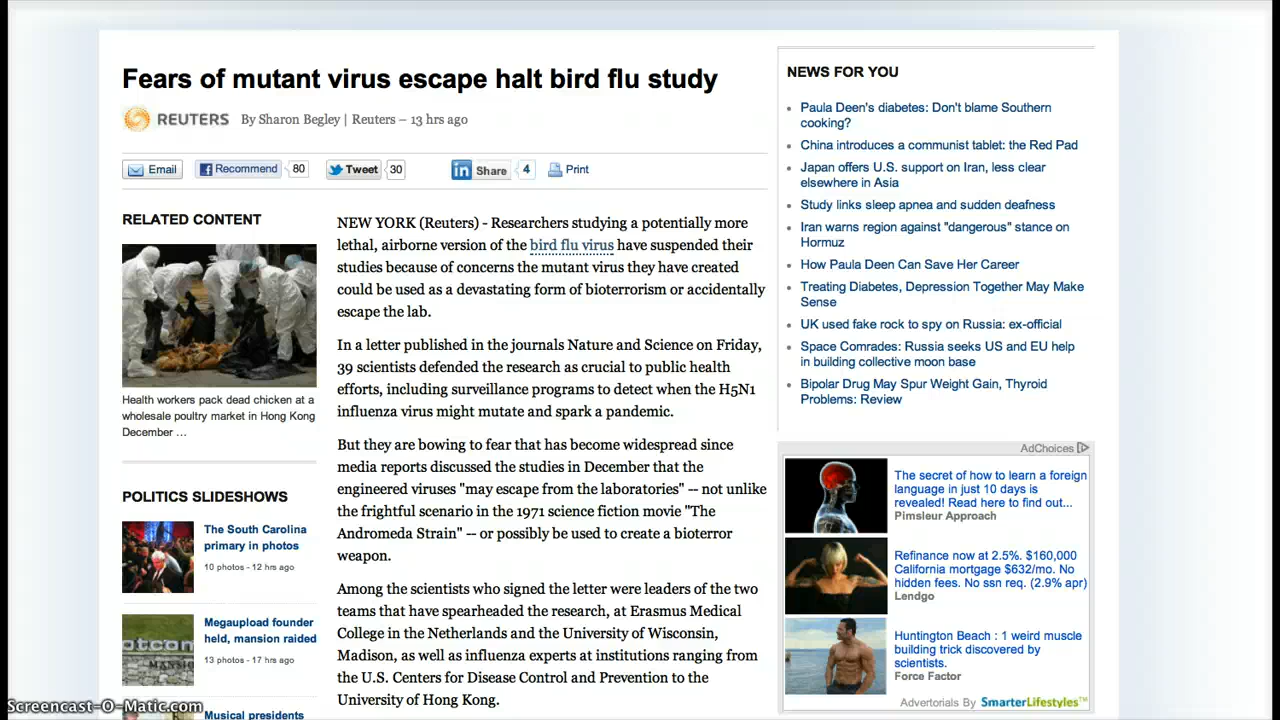 Fears of mutant virus escape halt bird flu study
REUTERS By Sharon Begley | Reuters – 13 hrs ago
Email Recommend 80 Tweet 30 in Share 4 Print
RELATED CONTENT
Health workers pack dead chicken at a
wholesale poultry market in Hong Kong
December ...
POLITICS SLIDESHOWS
The South Carolina
primary in photos
10 photos - 12 hrs ago
Megaupload founder
held, mansion raided
13 photos - 17 hrs ago
Musical presidents
NEW YORK (Reuters) - Researchers studying a potentially more
lethal, airborne version of the bird flu virus have suspended their
studies because of concerns the mutant virus they have created
could be used as a devastating form of bioterrorism or accidentally
escape the lab.
In a letter published in the journals Nature and Science on Friday,
39 scientists defended the research as crucial to public health
efforts, including surveillance programs to detect when the H5N1
influenza virus might mutate and spark a pandemic.
But they are bowing to fear that has become widespread since
media reports discussed the studies in December that the
engineered viruses "may escape from the laboratories" -- not unlike
the frightful scenario in the 1971 science fiction movie "The
Andromeda Strain" -- or possibly be used to create a bioterror
weapon.
Among the scientists who signed the letter were leaders of the two
teams that have spearheaded the research, at Erasmus Medical
College in the Netherlands and the University of Wisconsin,
Madison, as well as influenza experts at institutions ranging from
the U.S. Centers for Disease Control and Prevention to the
University of Hong Kong.
NEWS FOR YOU
Paula Deen's diabetes: Don't blame Southern
cooking?
China introduces a communist tablet: the Red Pad
Japan offers U.S. support on Iran, less clear
elsewhere in Asia
Study links sleep apnea and sudden deafness
Iran warns region against "dangerous" stance on
Hormuz
How Paula Deen Can Save Her Career
Treating Diabetes, Depression Together May Make
Sense
UK used fake rock to spy on Russia: ex-official
Space Comrades: Russia seeks US and EU help
in building collective moon base
Bipolar Drug May Spur Weight Gain, Thyroid
Problems: Review
AdChoices
The secret of how to learn a foreign
language in just 10 days is
revealed! Read here to find out...
Pimsleur Approach
Refinance now at 2.5%. $160,000
California mortgage $632/mo. No
hidden fees. No ssn req. (2.9% apr)
Lendgo
Huntington Beach : 1 weird muscle
building trick discovered by
scientists.
Force Factor
Advertorials By SmarterLifestyles™
Screencast-O-Matic.com